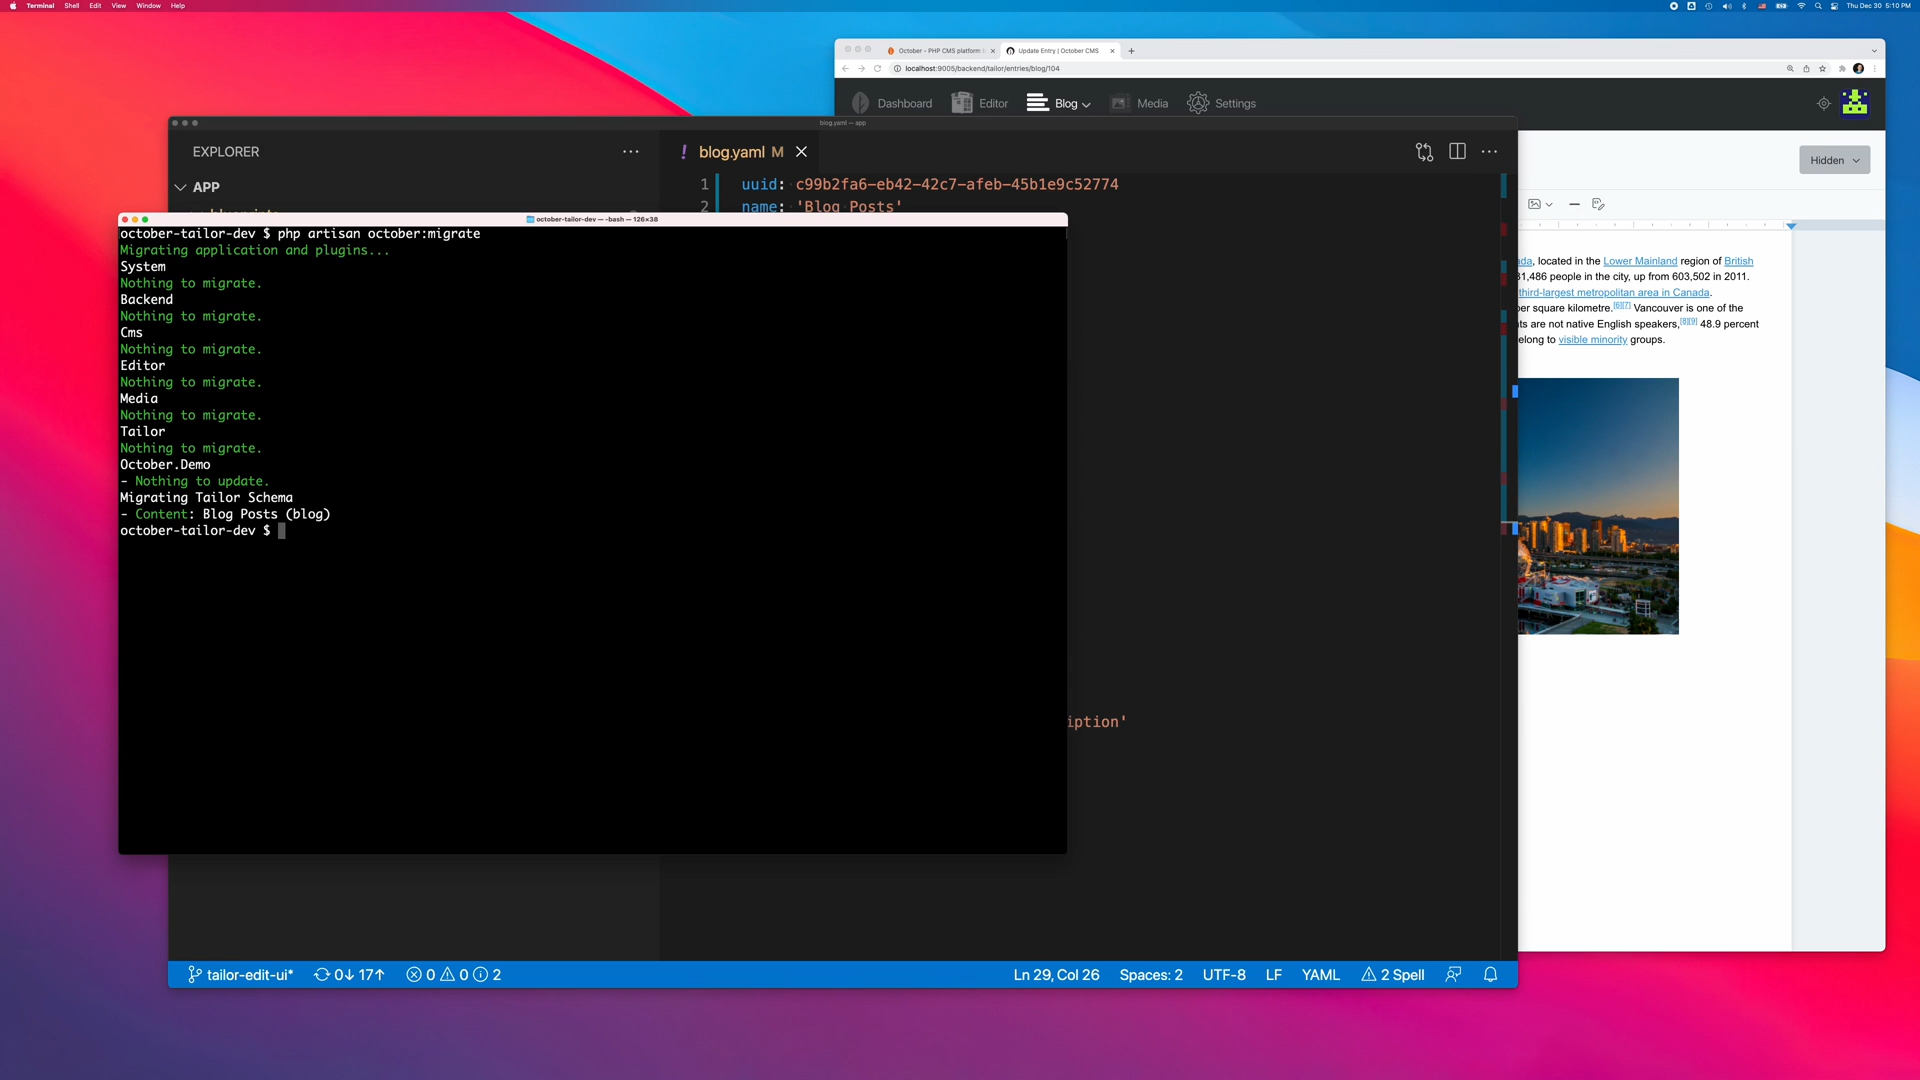 Terminal Shell Edit View Window Help
Thu Dec 30 5:10 PM
October - PHP CMS platform
Update Entry | October CMS
localhost:9005/backend/tailor/entries/blog/104
Dashboard Editor Blog Media Settings
blog.yaml — app
EXPLORER
blog.yaml M
Hidden
APP
1 uuid: c99b2fa6-eb42-42c7-afeb-45b1e9c52774
2 name: 'Blog Posts'
october-tailor-dev — -bash — 126×38
october-tailor-dev $ php artisan october:migrate
Migrating application and plugins...
System
Nothing to migrate.
Backend
Nothing to migrate.
Cms
Nothing to migrate.
Editor
Nothing to migrate.
Media
Nothing to migrate.
Tailor
Nothing to migrate.
October.Demo
- Nothing to update.
Migrating Tailor Schema
- Content: Blog Posts (blog)
october-tailor-dev $
iption'
ada, located in the Lower Mainland region of British
31,486 people in the city, up from 603,502 in 2011.
third-largest metropolitan area in Canada.
per square kilometre.[6][7] Vancouver is one of the
ts are not native English speakers,[8][9] 48.9 percent
elong to visible minority groups.
tailor-edit-ui* 0↓ 17↑ 0 0 2
Ln 29, Col 26 Spaces: 2 UTF-8 LF YAML 2 Spell